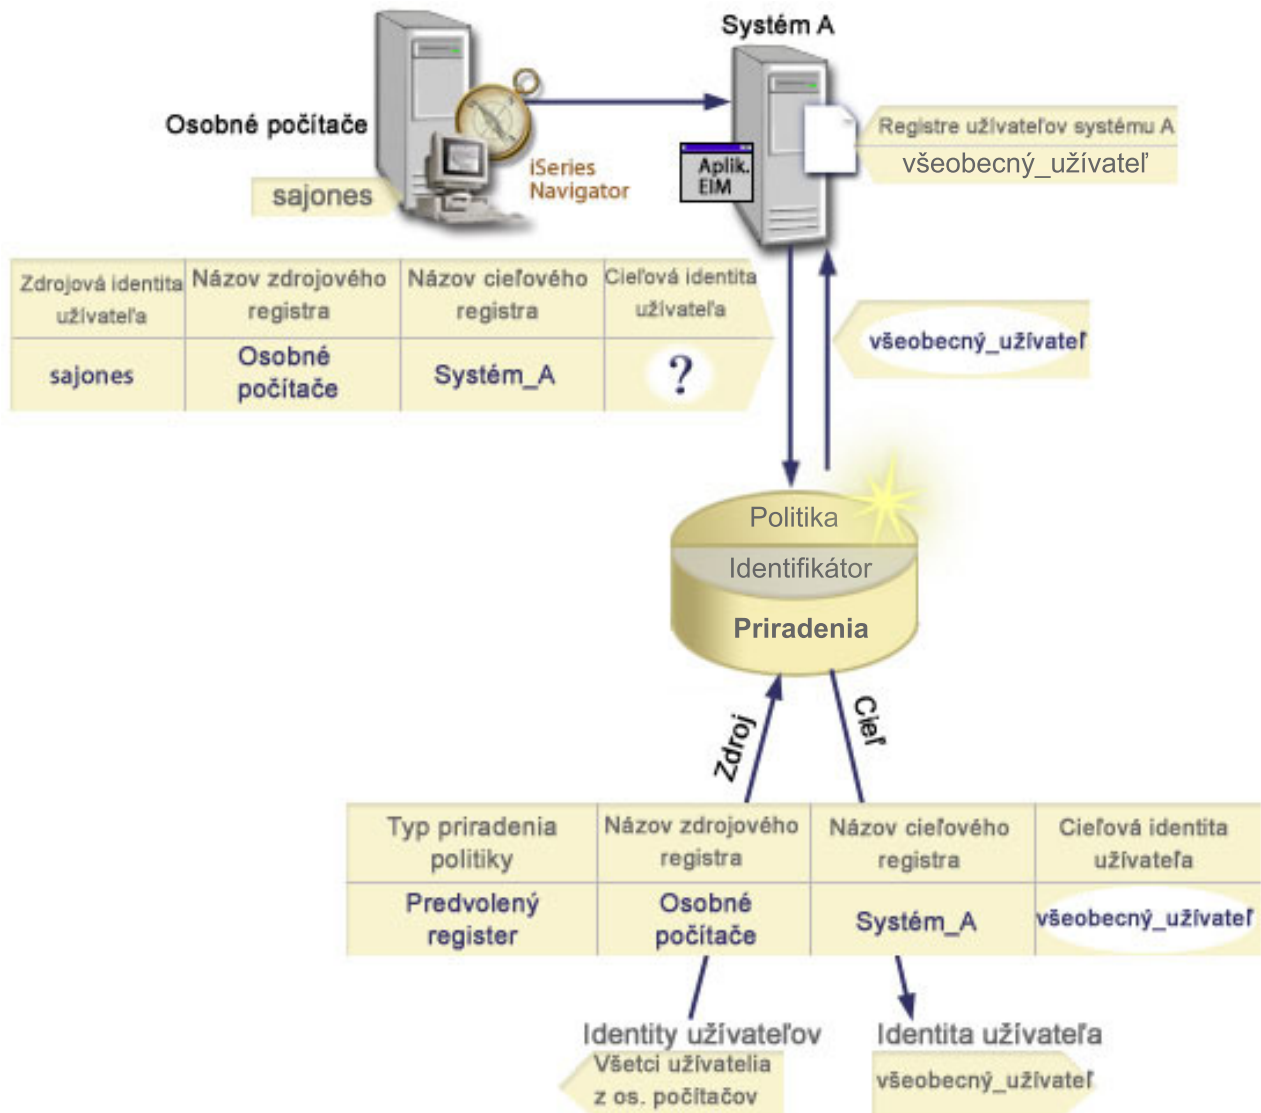 Systém A
Osobné počítače
sajones
iSeries
Navigator
Aplik.
EIM
Registre užívateľov systému A
všeobecný_užívateľ
Zdrojová identita
užívateľa
Názov zdrojového
registra
Názov cieľového
registra
Cieľová identita
užívateľa
sajones
Osobné
počítače
Systém_A
?
všeobecný_užívateľ
Politika
Identifikátor
Priradenia
Zdroj
Cieľ
Typ priradenia
politiky
Názov zdrojového
registra
Názov cieľového
registra
Cieľová identita
užívateľa
Predvolený
register
Osobné
počítače
Systém_A
všeobecný_užívateľ
Identity užívateľov
Všetci užívatelia
z os. počítačov
Identita užívateľa
všeobecný_užívateľ